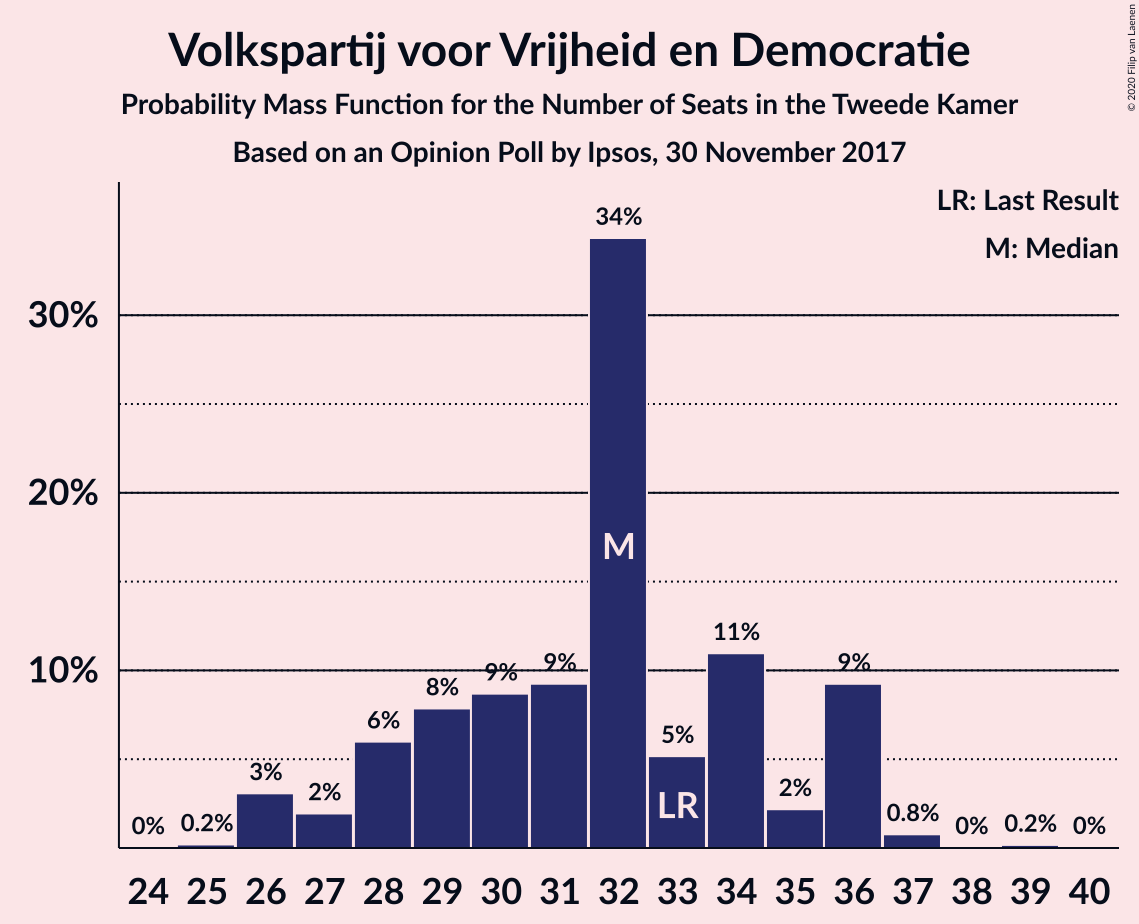 Volkspartij voor Vrijheid en Democratie
Probability Mass Function for the Number of Seats in the Tweede Kamer
Based on an Opinion Poll by Ipsos, 30 November 2017
© 2020 Filip van Laenen
LR: Last Result
M: Median
30%
20%
10%
0%
0.2%
3%
2%
6%
8%
9%
9%
34%
5%
11%
2%
9%
0.8%
0%
0.2%
0%
M
LR
24 25 26 27 28 29 30 31 32 33 34 35 36 37 38 39 40